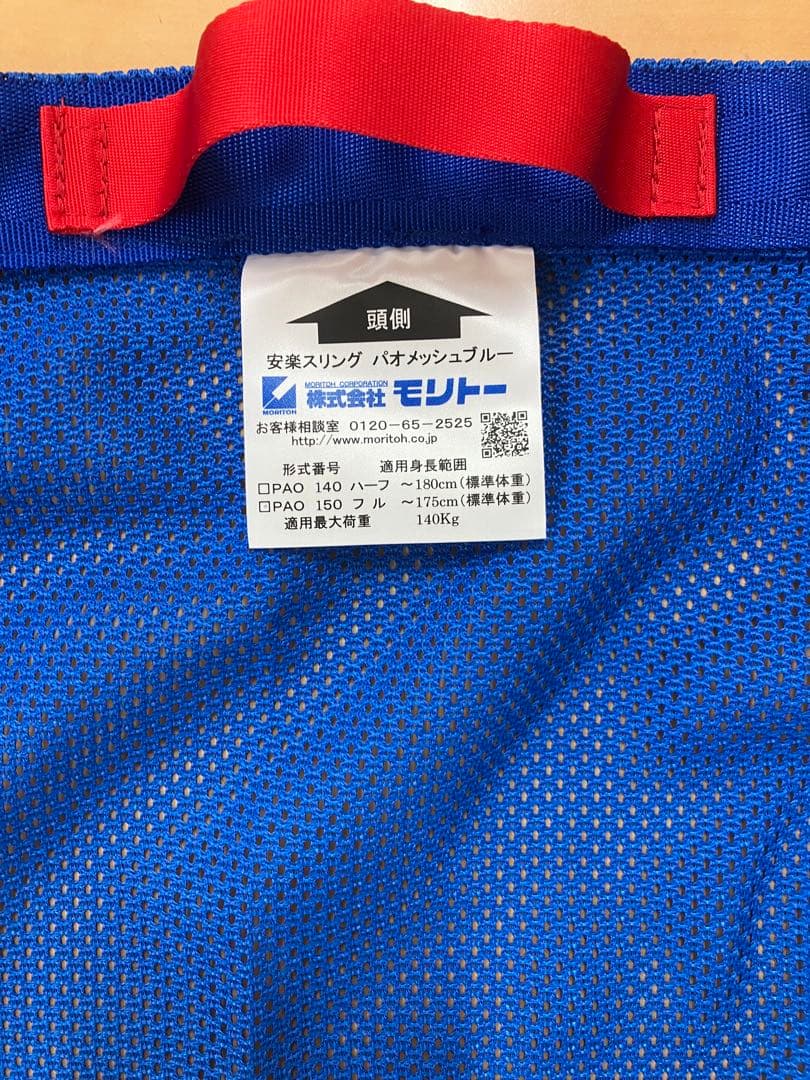 頭側
安楽スリング パオメッシュブルー
MORITOH CORPORATION
MORITOH 株式会社 モリトー
お客様相談室 0120-65-2525
http://www.moritoh.co.jp
形式番号 適用身長範囲
□PAO 140 ハーフ ～180cm(標準体重)
□PAO 150 フル ～175cm(標準体重)
適用最大荷重 140Kg